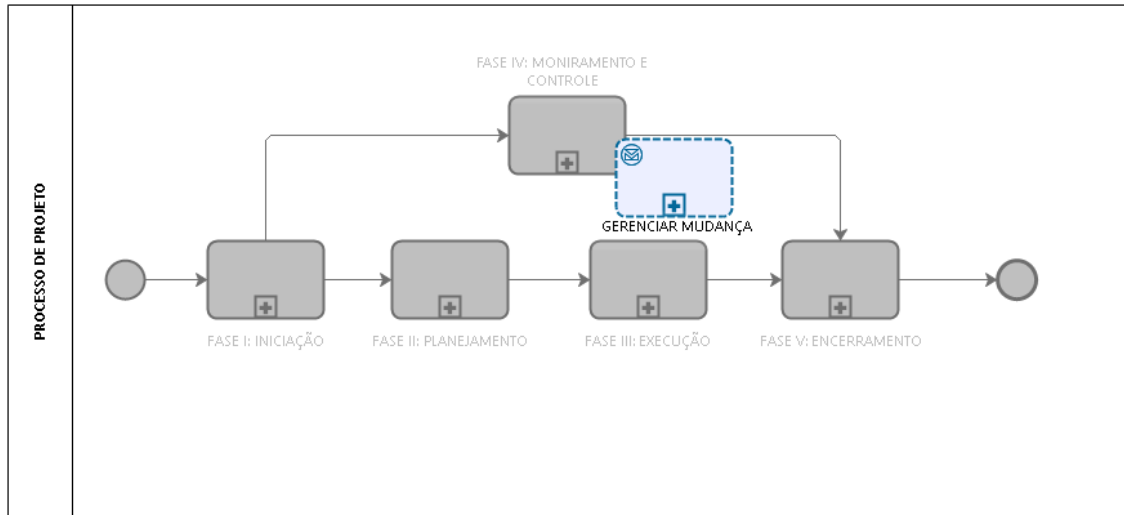 PROCESSO DE PROJETO
FASE IV: MONIRAMENTO E
CONTROLE
GERENCIAR MUDANÇA
FASE I: INICIAÇÃO
FASE II: PLANEJAMENTO
FASE III: EXECUÇÃO
FASE V: ENCERRAMENTO